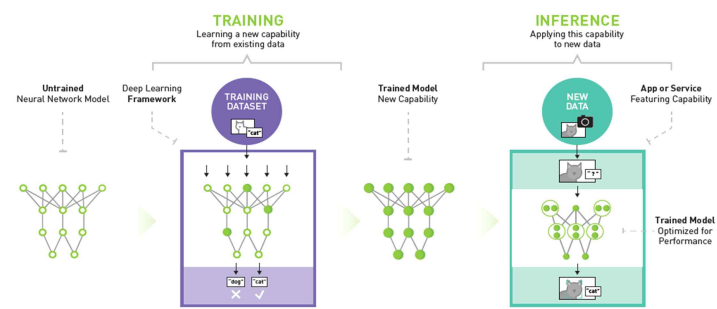 TRAINING
Learning a new capability
from existing data
INFERENCE
Applying this capability
to new data
Untrained
Neural Network Model
Deep Learning
Framework
TRAINING
DATASET
"cat"
Trained Model
New Capability
NEW
DATA
App or Service
Featuring Capability
"?"
Trained Model
Optimized for
Performance
"dog"
"cat"
"cat"